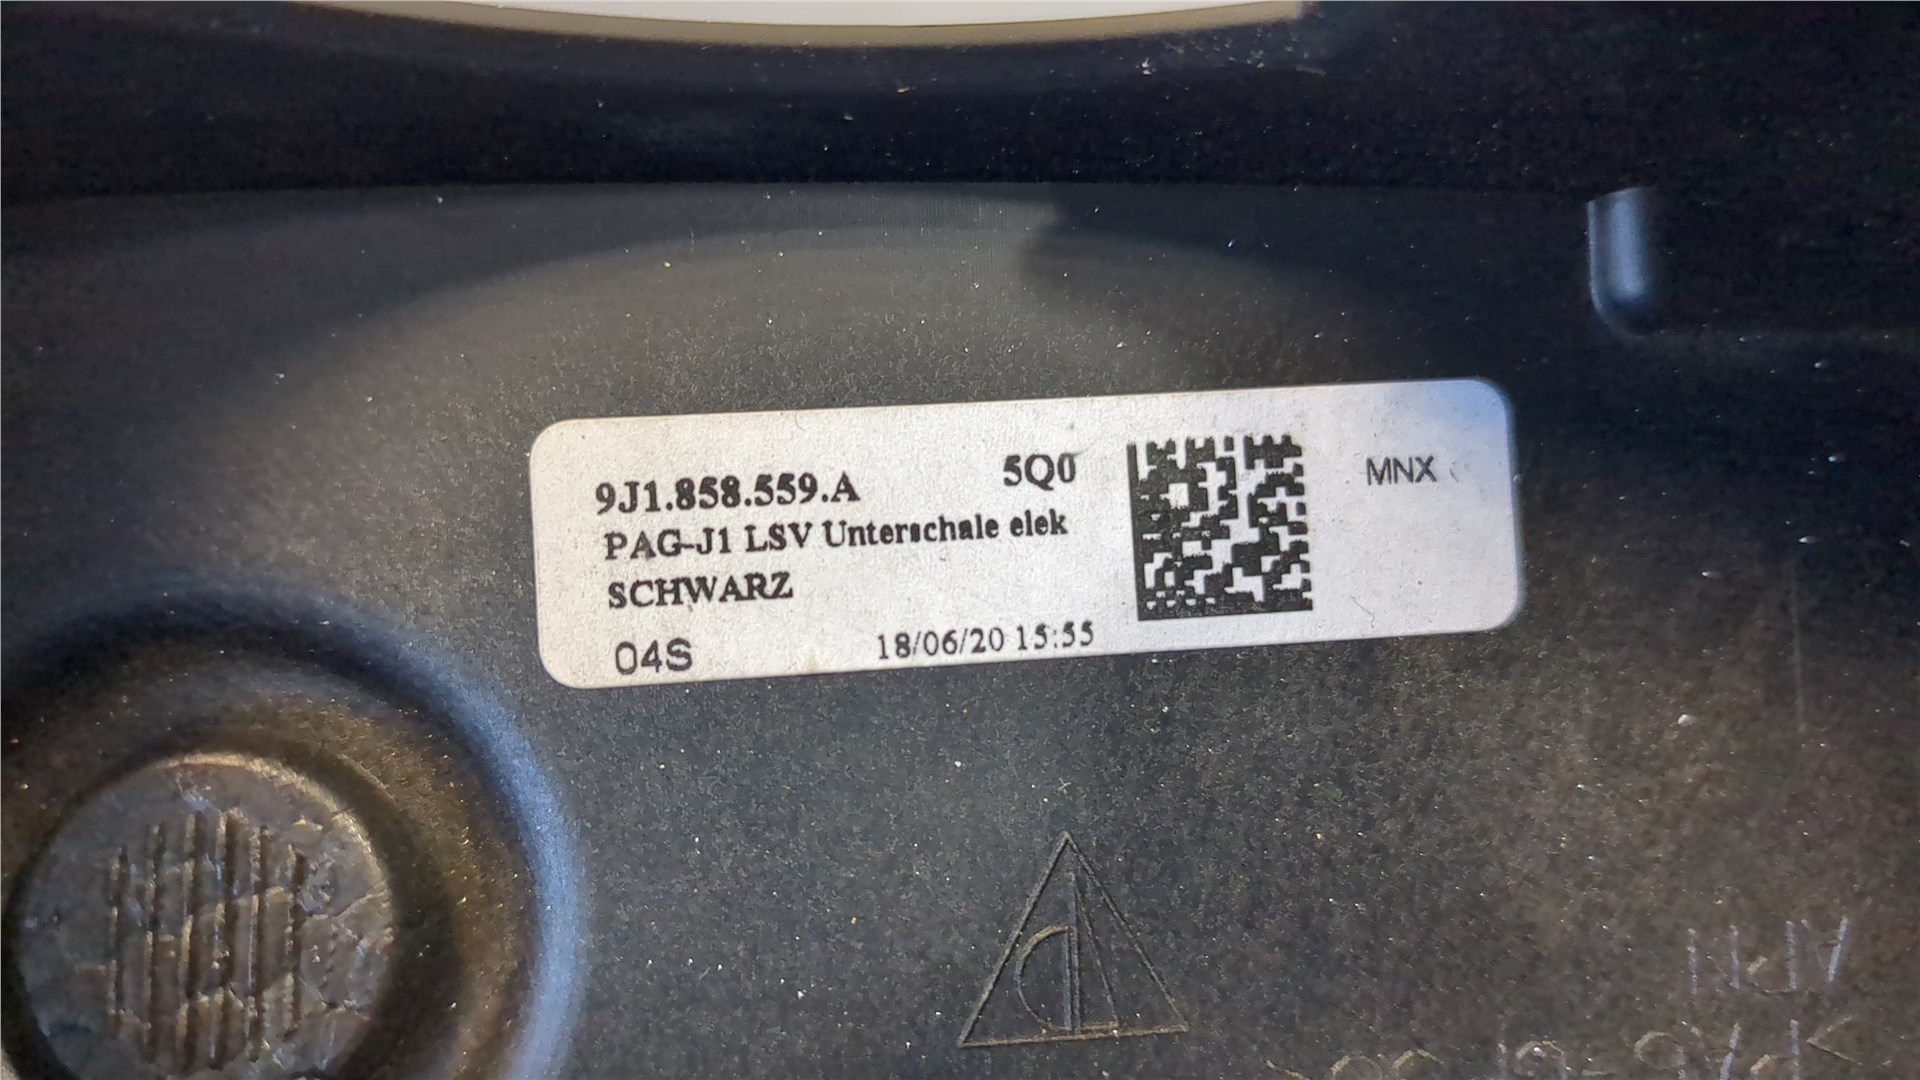 9J1.858.559.A 5Q0
MNX
PAG-J1 LSV Unterschale elek
SCHWARZ
04S 18/06/20 15:55